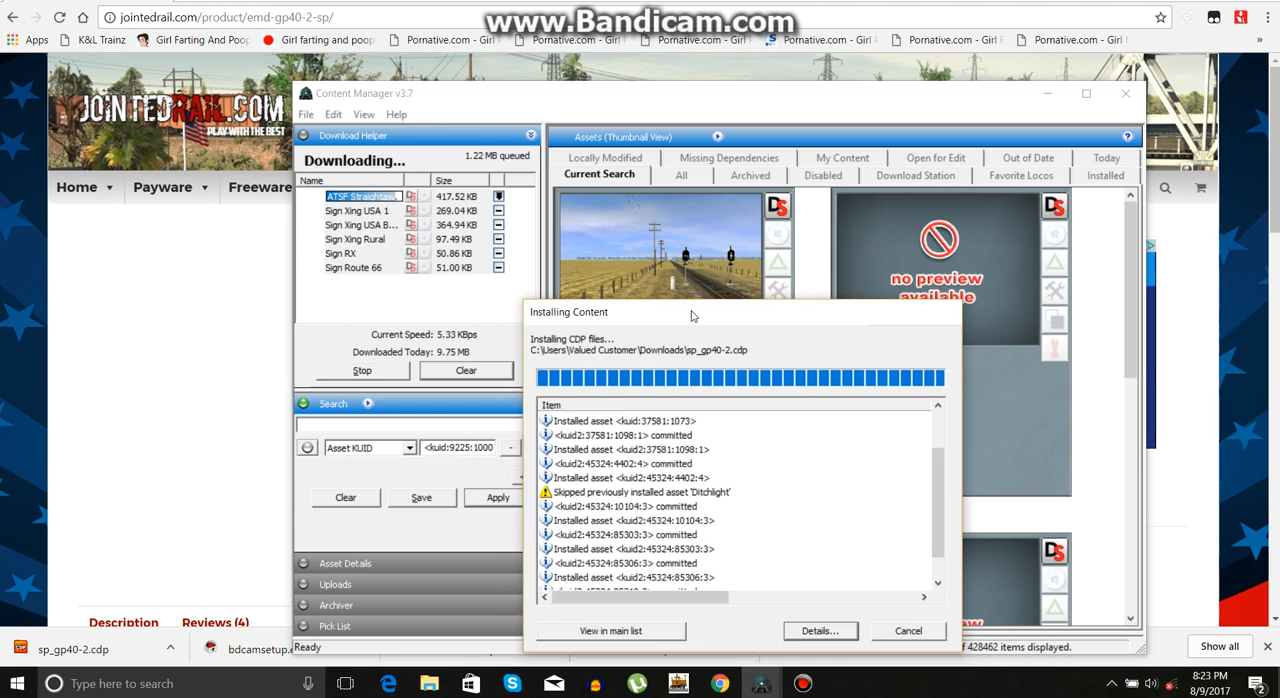 jointedrail.com/product/emd-gp40-2-sp/
www.Bandicam.com
Apps K&L Trainz Girl Farting And Poop Girl farting and poop Pornative.com - Girl F Pornative.com - Girl F Pornative.com - Girl F Pornative.com - Girl F Pornative.com - Girl F Pornative.com - Girl f »
JOINTEDRAIL.COM
PLAY WITH THE BEST
Home Payware Freeware
Content Manager v3.7
File Edit View Help
Download Helper
Downloading... 1.22 MB queued
Name Size
ATSF Straightaw 417.52 KB
Sign Xing USA 1 269.04 KB
Sign Xing USA B... 364.94 KB
Sign Xing Rural 97.49 KB
Sign RX 50.86 KB
Sign Route 66 51.00 KB
Current Speed: 5.33 KBps
Downloaded Today: 9.75 MB
Stop Clear
Search
Asset KUID <kuid:9225:1000 -
Clear Save Apply
Asset Details
Uploads
Archiver
Pick List
Ready
Assets (Thumbnail View)
Locally Modified Missing Dependencies My Content Open for Edit Out of Date Today
Current Search All Archived Disabled Download Station Favorite Locos Installed
DS
DS
no preview
available
DS
Installing Content
Installing CDP files...
C:\Users\Valued Customer\Downloads\sp_gp40-2.cdp
Item
Installed asset <kuid:37581:1073>
<kuid2:37581:1098:1> committed
Installed asset <kuid2:37581:1098:1>
<kuid2:45324:4402:4> committed
Installed asset <kuid2:45324:4402:4>
Skipped previously installed asset 'Ditchlight'
<kuid2:45324:10104:3> committed
Installed asset <kuid2:45324:10104:3>
<kuid2:45324:85303:3> committed
Installed asset <kuid2:45324:85303:3>
<kuid2:45324:85306:3> committed
Installed asset <kuid2:45324:85306:3>
View in main list Details... Cancel
of 428462 items displayed.
Description Reviews (4)
sp_gp40-2.cdp bdcamsetup.e
Show all
Type here to search
8:23 PM
8/9/2017